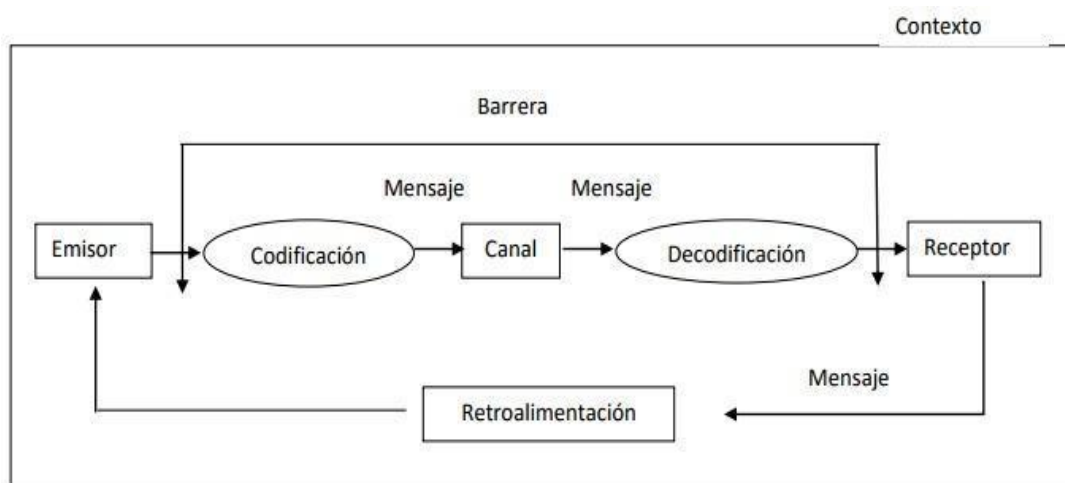 Contexto
Barrera
Mensaje Mensaje
Emisor Codificación Canal Decodificación Receptor
Mensaje
Retroalimentación